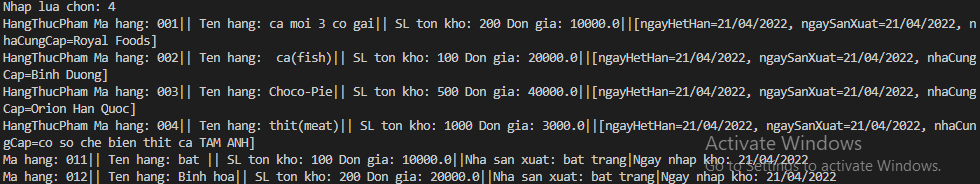 Nhap lua chon: 4
HangThucPham Ma hang: 001|| Ten hang: ca moi 3 co gai|| SL ton kho: 200 Don gia: 10000.0||[ngayHetHan=21/04/2022, ngaySanXuat=21/04/2022, n
haCungCap=Royal Foods]
HangThucPham Ma hang: 002|| Ten hang:  ca(fish)|| SL ton kho: 100 Don gia: 20000.0||[ngayHetHan=21/04/2022, ngaySanXuat=21/04/2022, nhaCung
Cap=Binh Duong]
HangThucPham Ma hang: 003|| Ten hang: Choco-Pie|| SL ton kho: 500 Don gia: 40000.0||[ngayHetHan=21/04/2022, ngaySanXuat=21/04/2022, nhaCung
Cap=Orion Han Quoc]
HangThucPham Ma hang: 004|| Ten hang: thit(meat)|| SL ton kho: 1000 Don gia: 3000.0||[ngayHetHan=21/04/2022, ngaySanXuat=21/04/2022, nhaCu
ngCap=co so che bien thit ca TAM ANH]
Activate Windows
Ma hang: 011|| Ten hang: bat || SL ton kho: 100 Don gia: 10000.0||Nha san xuat: bat trang|Ngay nhap kho: 21/04/2022
Go to Settings to activate Windows.
Ma hang: 012|| Ten hang: Binh hoa|| SL ton kho: 200 Don gia: 20000.0||Nha san xuat: bat trang|Ngay nhap kho: 21/04/2022